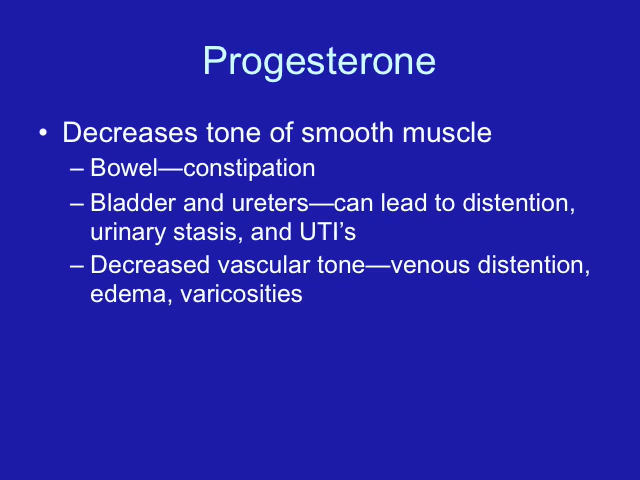 Progesterone
• Decreases tone of smooth muscle
– Bowel—constipation
– Bladder and ureters—can lead to distention,
urinary stasis, and UTI’s
– Decreased vascular tone—venous distention,
edema, varicosities